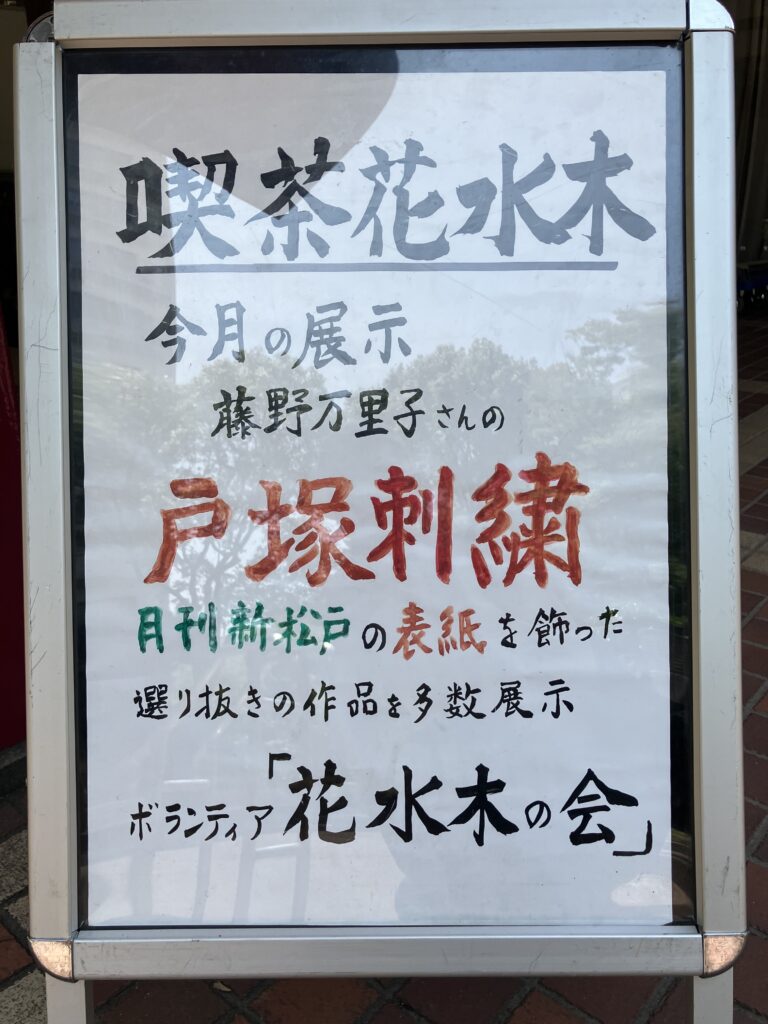 喫茶花水木
今月の展示
藤野万里子さんの
戸塚刺繍
月刊新松戸の表紙を飾った
選り抜きの作品を多数展示
ボランティア「花水木の会」